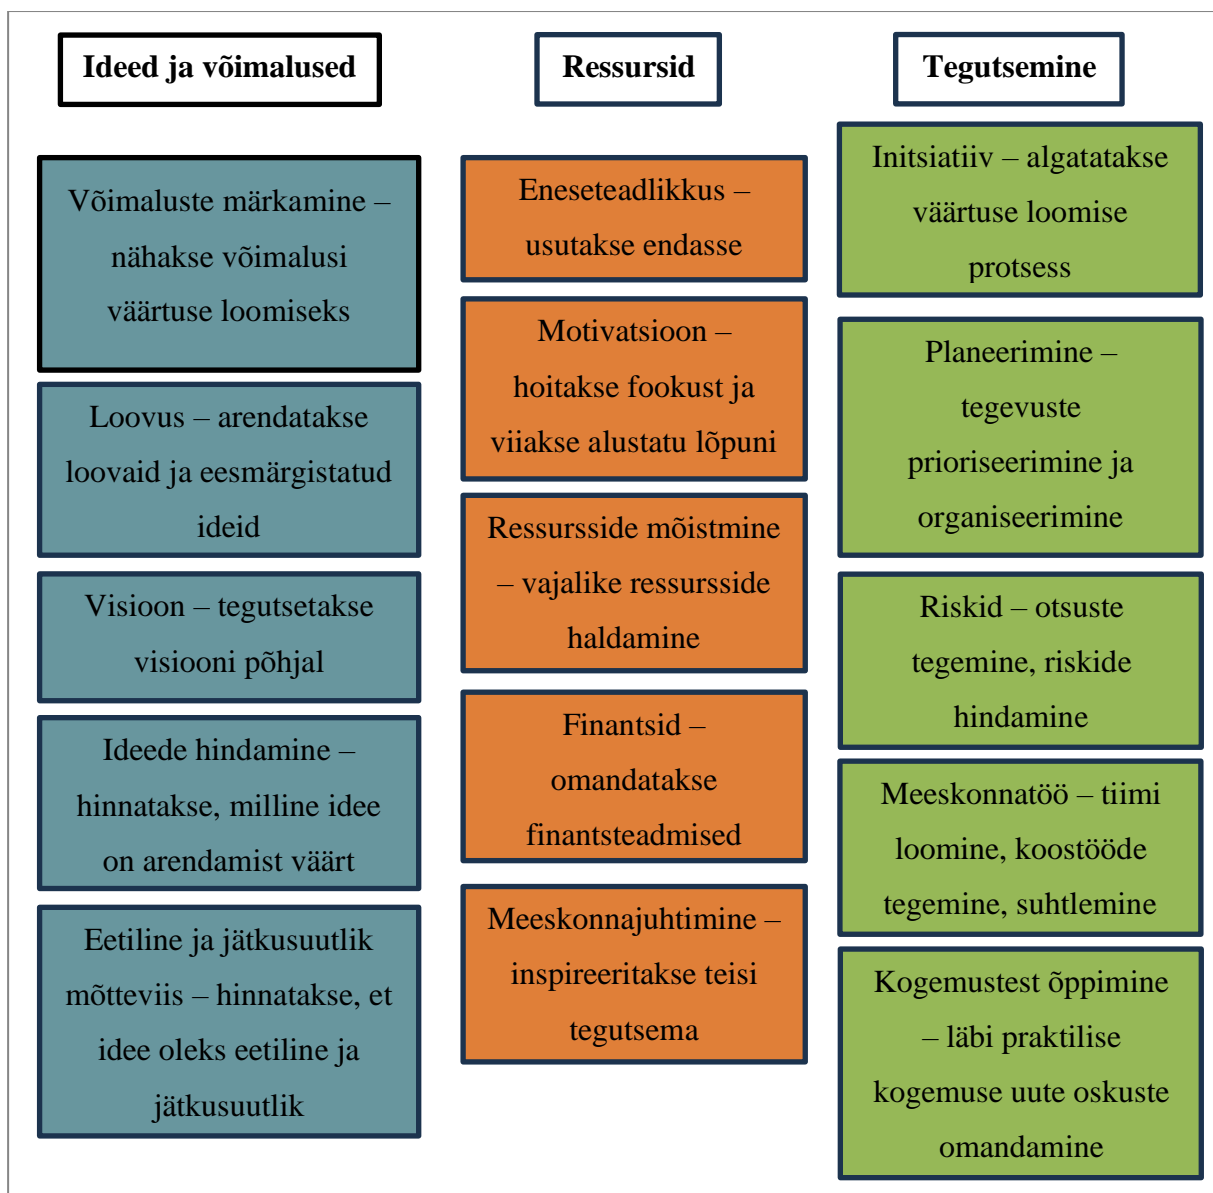 Ideed ja võimalused
Võimaluste märkamine –
nähakse võimalusi
väärtuse loomiseks
Loovus – arendatakse
loovaid ja eesmärgistatud
ideid
Visioon – tegutsetakse
visiooni põhjal
Ideede hindamine –
hinnatakse, milline idee
on arendamist väärt
Eetiline ja jätkusuutlik
mõtteviis – hinnatakse, et
idee oleks eetiline ja
jätkusuutlik
Ressursid
Eneseteadlikkus –
usutakse endasse
Motivatsioon –
hoitakse fookust ja
viiakse alustatu lõpuni
Ressursside mõistmine
– vajalike ressursside
haldamine
Finantsid –
omandatakse
finantsteadmised
Meeskonnajuhtimine –
inspireeritakse teisi
tegutsema
Tegutsemine
Initsiatiiv – algatatakse
väärtuse loomise
protsess
Planeerimine –
tegevuste
prioriseerimine ja
organiseerimine
Riskid – otsuste
tegemine, riskide
hindamine
Meeskonnatöö – tiimi
loomine, koostööde
tegemine, suhtlemine
Kogemustest õppimine
– läbi praktilise
kogemuse uute oskuste
omandamine